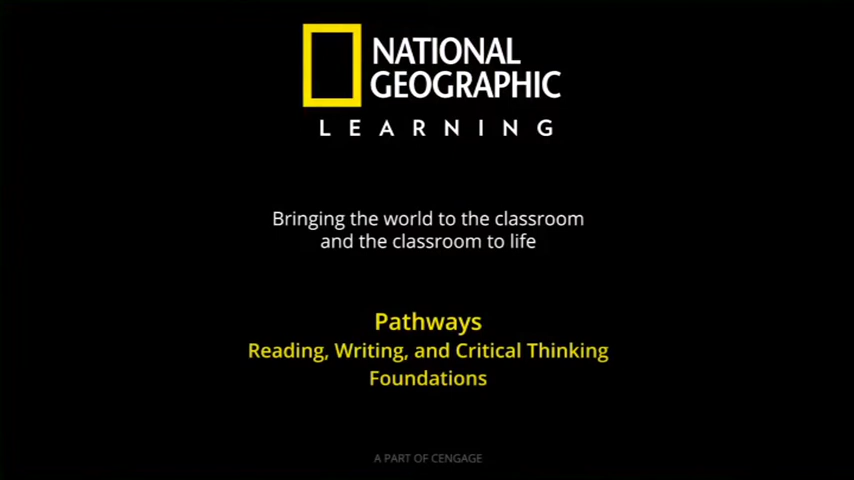 NATIONAL
GEOGRAPHIC
LEARNING
Bringing the world to the classroom
and the classroom to life
Pathways
Reading, Writing, and Critical Thinking
Foundations
A PART OF CENGAGE